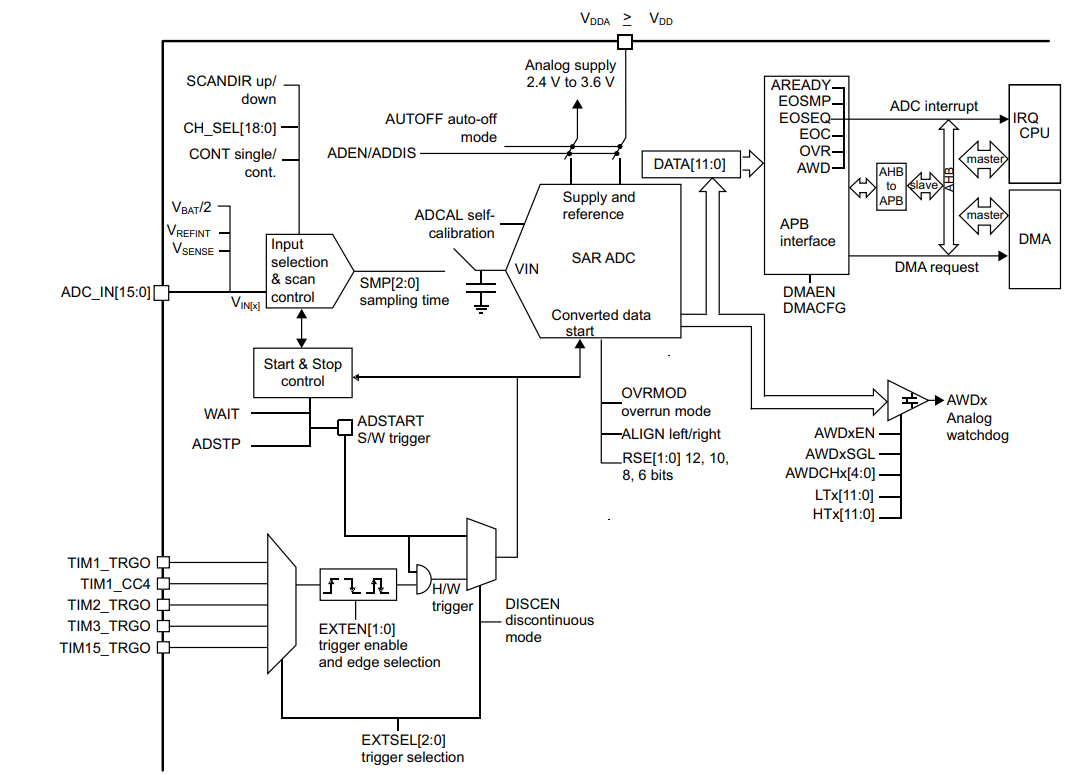 VDDA ≥ VDD
Analog supply
2.4 V to 3.6 V
SCANDIR up/
down
CH_SEL[18:0]
CONT single/
cont.
AUTOFF auto-off
mode
ADEN/ADDIS
VBAT/2
VREFINT
VSENSE
ADC_IN[15:0]
VIN[x]
Input
selection
& scan
control
SMP[2:0]
sampling time
ADCAL self-
calibration
VIN
Supply and
reference
SAR ADC
Converted data
start
DATA[11:0]
AREADY
EOSMP
EOSEQ
EOC
OVR
AWD
APB
interface
DMAEN
DMACFG
ADC interrupt
IRQ
CPU
master
AHB
to
APB
slave
AHB
master
DMA
DMA request
Start & Stop
control
WAIT
ADSTP
ADSTART
S/W trigger
OVRMOD
overrun mode
ALIGN left/right
RSE[1:0] 12, 10,
8, 6 bits
AWDx
Analog
watchdog
AWDxEN
AWDxSGL
AWDCHx[4:0]
LTx[11:0]
HTx[11:0]
TIM1_TRGO
TIM1_CC4
TIM2_TRGO
TIM3_TRGO
TIM15_TRGO
EXTEN[1:0]
trigger enable
and edge selection
H/W
trigger
DISCEN
discontinuous
mode
EXTSEL[2:0]
trigger selection